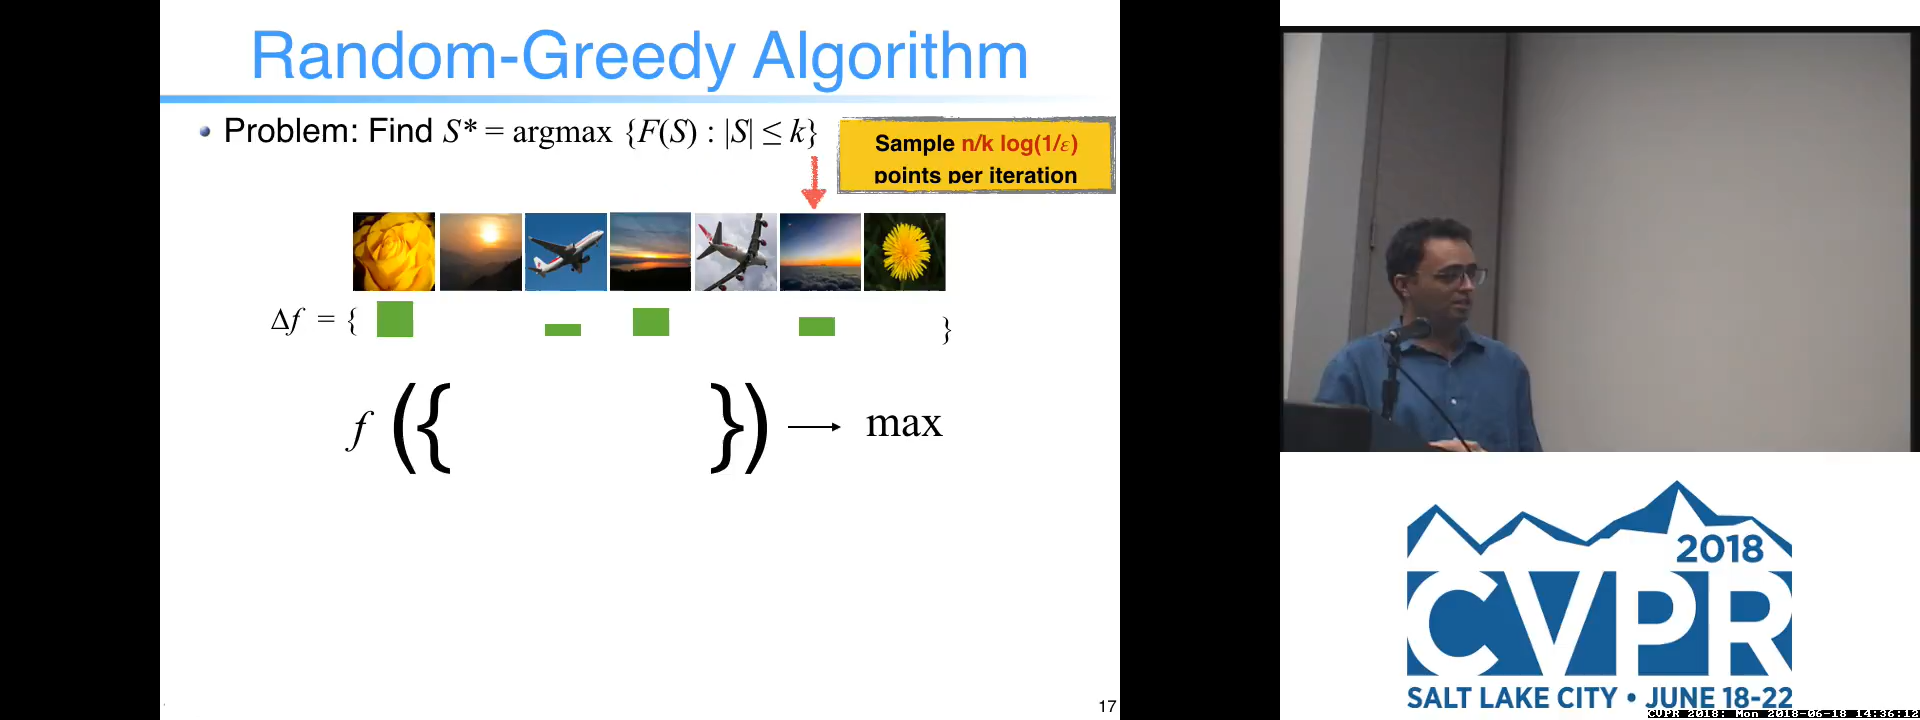 Random-Greedy Algorithm
Problem: Find S* = argmax {F(S) : |S| ≤ k}
Sample n/k log(1/ε)
points per iteration
Δf = { }
f ({ }) → max
17
2018
CVPR
SALT LAKE CITY • JUNE 18-22
CVPR 2018: Mon 2018-06-18 14:36:12